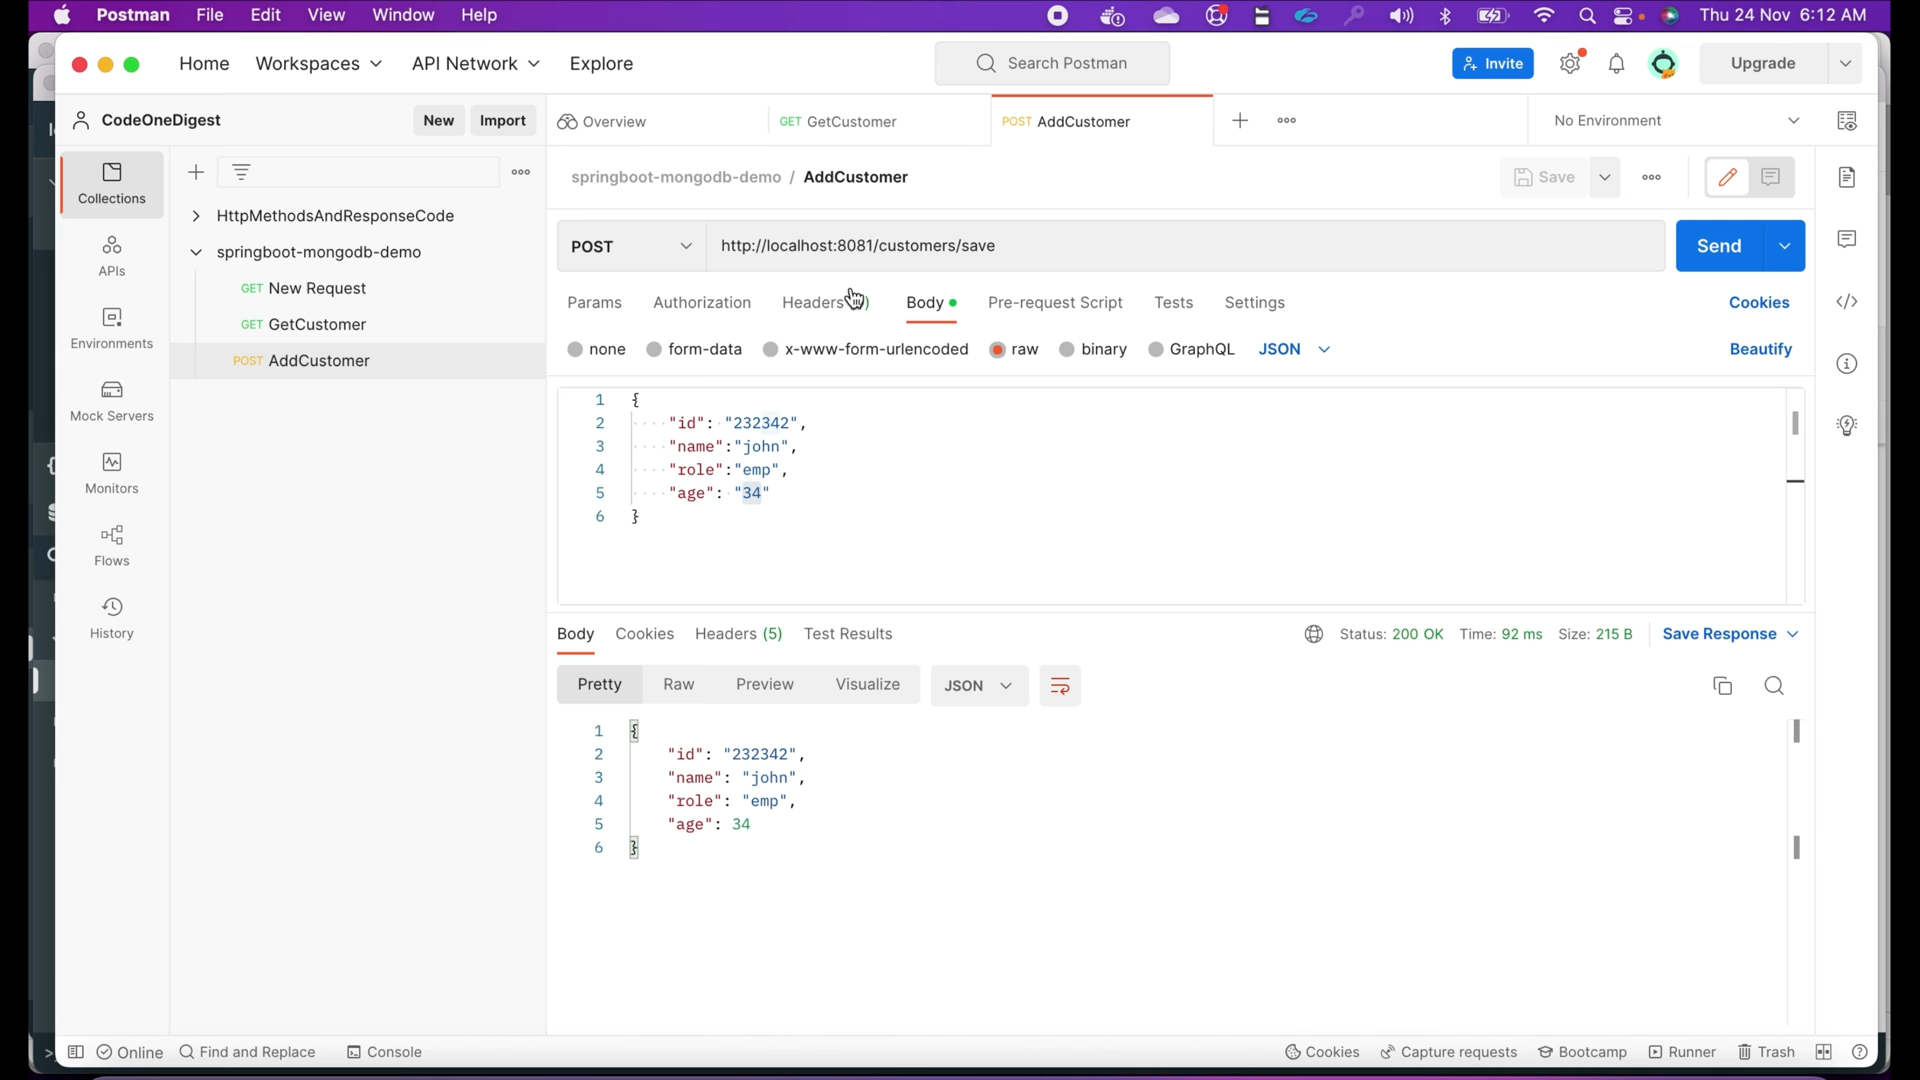 Postman File Edit View Window Help Thu 24 Nov 6:12 AM
Home Workspaces API Network Explore Search Postman Invite Upgrade
CodeOneDigest New Import Overview GET GetCustomer POST AddCustomer No Environment
Collections
APIs
Environments
Mock Servers
Monitors
Flows
History
HttpMethodsAndResponseCode
springboot-mongodb-demo
GET New Request
GET GetCustomer
POST AddCustomer
springboot-mongodb-demo / AddCustomer Save
POST http://localhost:8081/customers/save Send
Params Authorization Headers Body Pre-request Script Tests Settings Cookies
none form-data x-www-form-urlencoded raw binary GraphQL JSON Beautify
1 {
2 "id": "232342",
3 "name":"john",
4 "role":"emp",
5 "age": "34"
6 }
Body Cookies Headers (5) Test Results Status: 200 OK Time: 92 ms Size: 215 B Save Response
Pretty Raw Preview Visualize JSON
1 {
2 "id": "232342",
3 "name": "john",
4 "role": "emp",
5 "age": 34
6 }
Online Find and Replace Console Cookies Capture requests Bootcamp Runner Trash